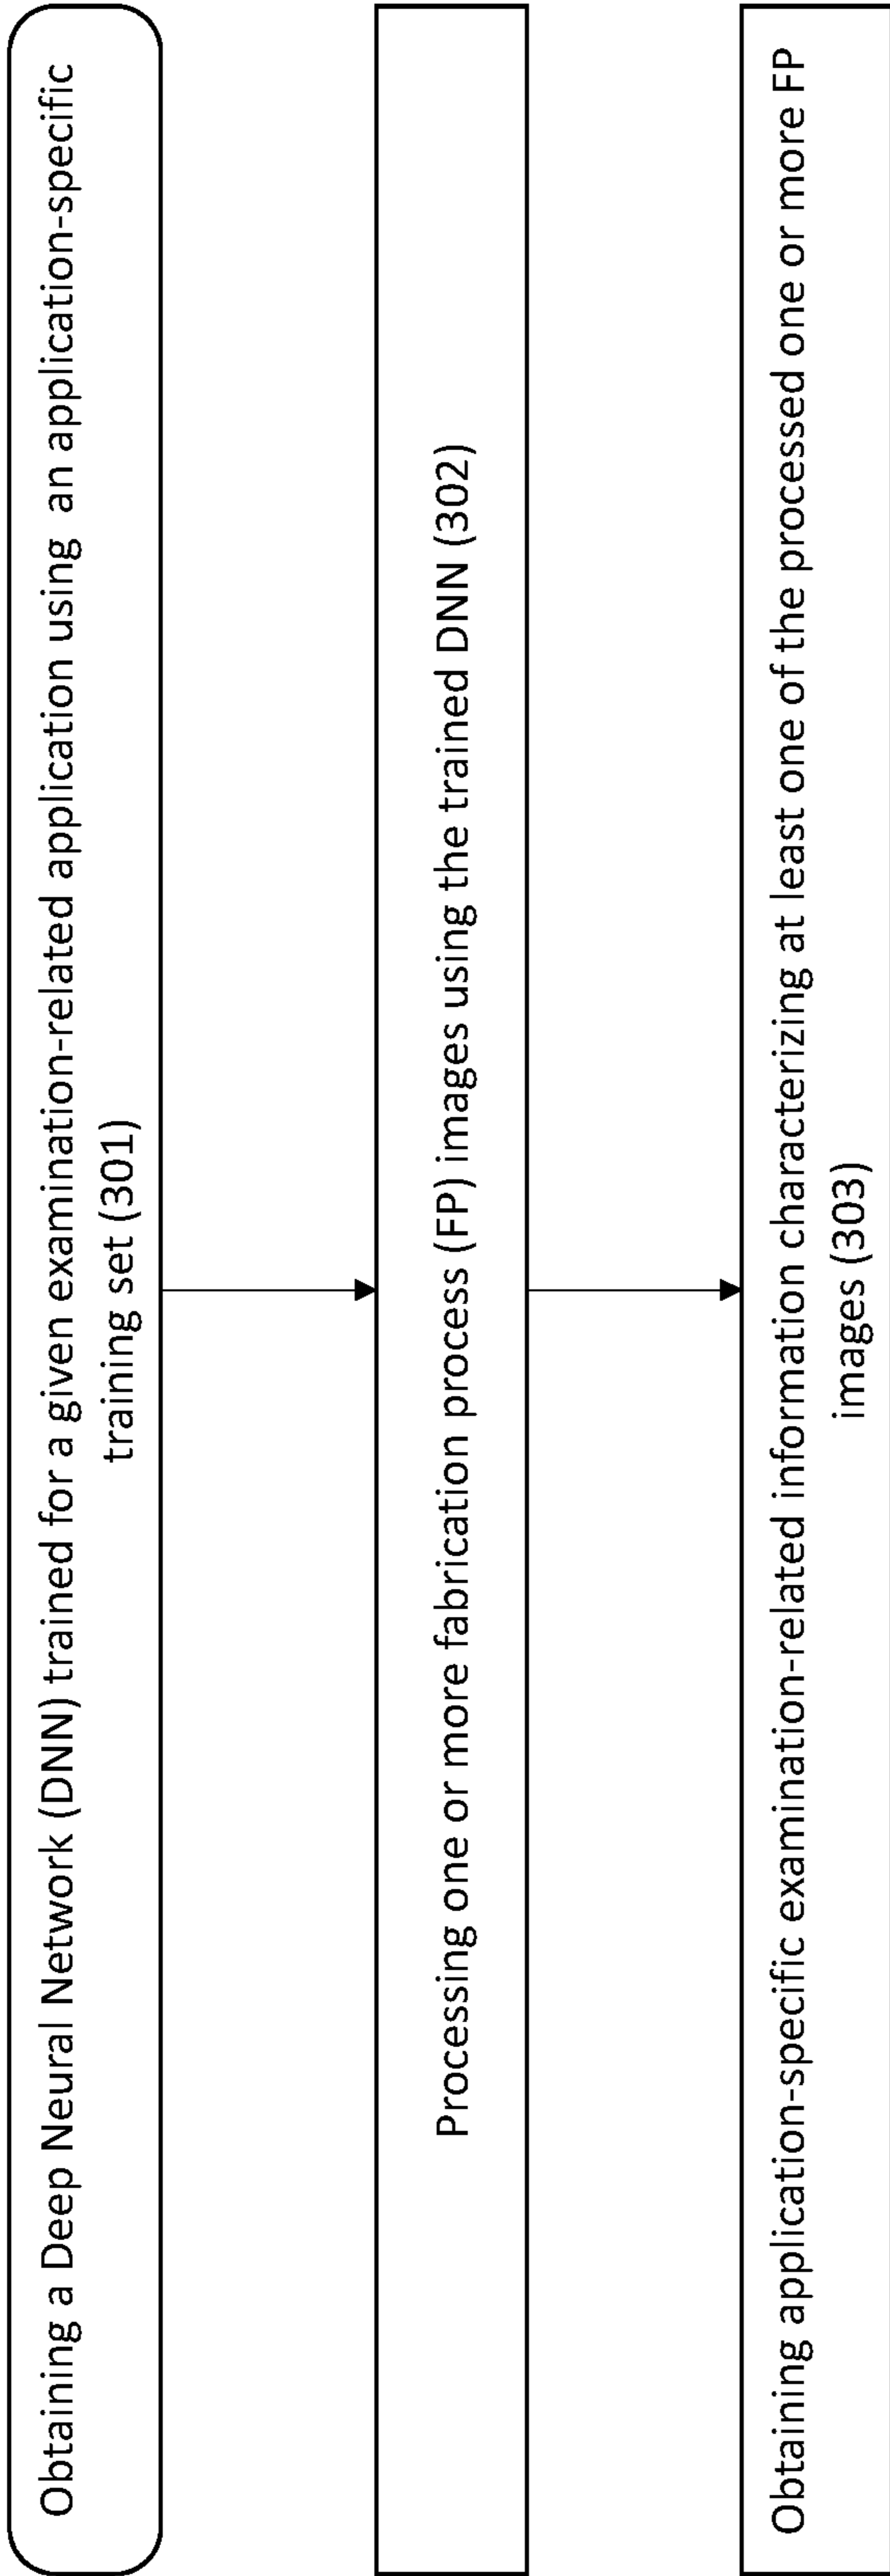 Obtaining a Deep Neural Network (DNN) trained for a given examination-related application using an application-specific
training set (301)
Processing one or more fabrication process (FP) images using the trained DNN (302)
Obtaining application-specific examination-related information characterizing at least one of the processed one or more FP
images (303)